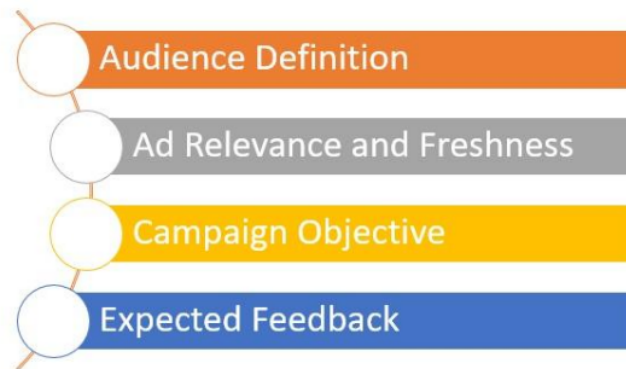 Audience Definition
Ad Relevance and Freshness
Campaign Objective
Expected Feedback